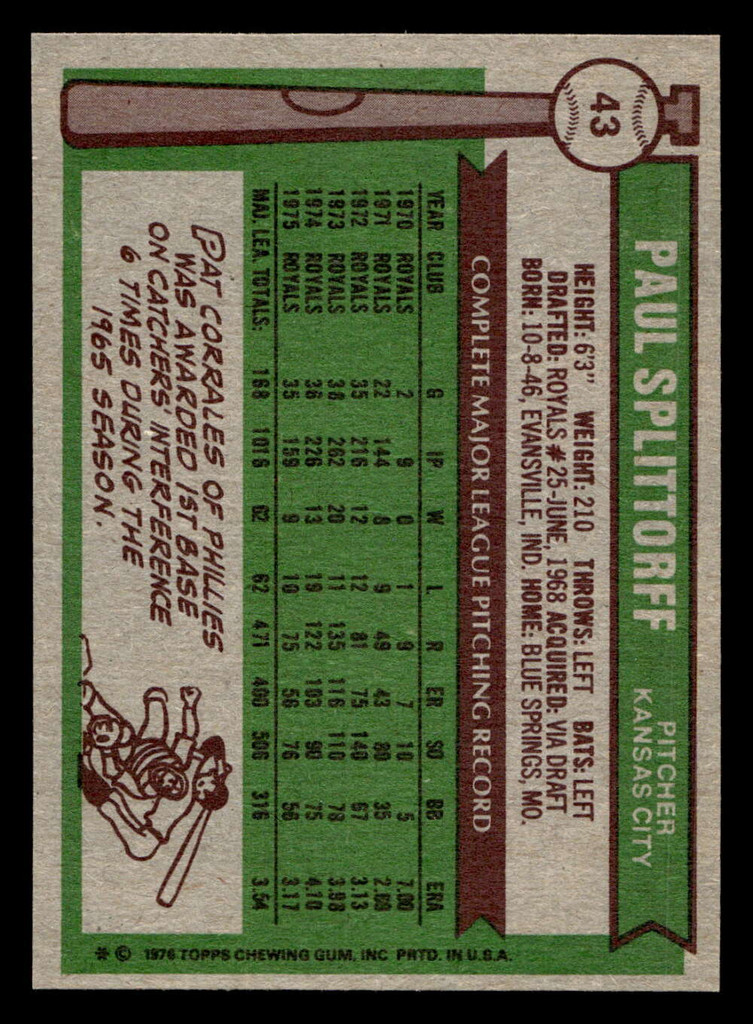 43
PAUL SPLITTORFF
PITCHER
KANSAS CITY
HEIGHT: 6'3" WEIGHT: 210 THROWS: LEFT BATS: LEFT
DRAFTED: ROYALS #25-JUNE, 1968 ACQUIRED: VIA DRAFT
BORN: 10-8-46, EVANSVILLE, IND. HOME: BLUE SPRINGS, MO.
COMPLETE MAJOR LEAGUE PITCHING RECORD
YEAR CLUB G IP W L R ER SO BB ERA
1970 ROYALS 2 9 0 1 9 7 10 5 7.00
1971 ROYALS 22 144 8 9 49 43 80 35 2.69
1972 ROYALS 35 216 12 12 81 75 140 67 3.13
1973 ROYALS 38 262 20 11 135 116 110 78 3.98
1974 ROYALS 36 226 13 19 122 103 90 75 4.10
1975 ROYALS 35 159 9 10 75 56 76 56 3.17
MAJ. LEA. TOTALS: 168 1016 62 62 471 400 506 316 3.54
PAT CORRALES OF PHILLIES
WAS AWARDED 1ST BASE
ON CATCHERS' INTERFERENCE
6 TIMES DURING THE
1965 SEASON.
* © 1976 TOPPS CHEWING GUM, INC PRTD. IN U.S.A.